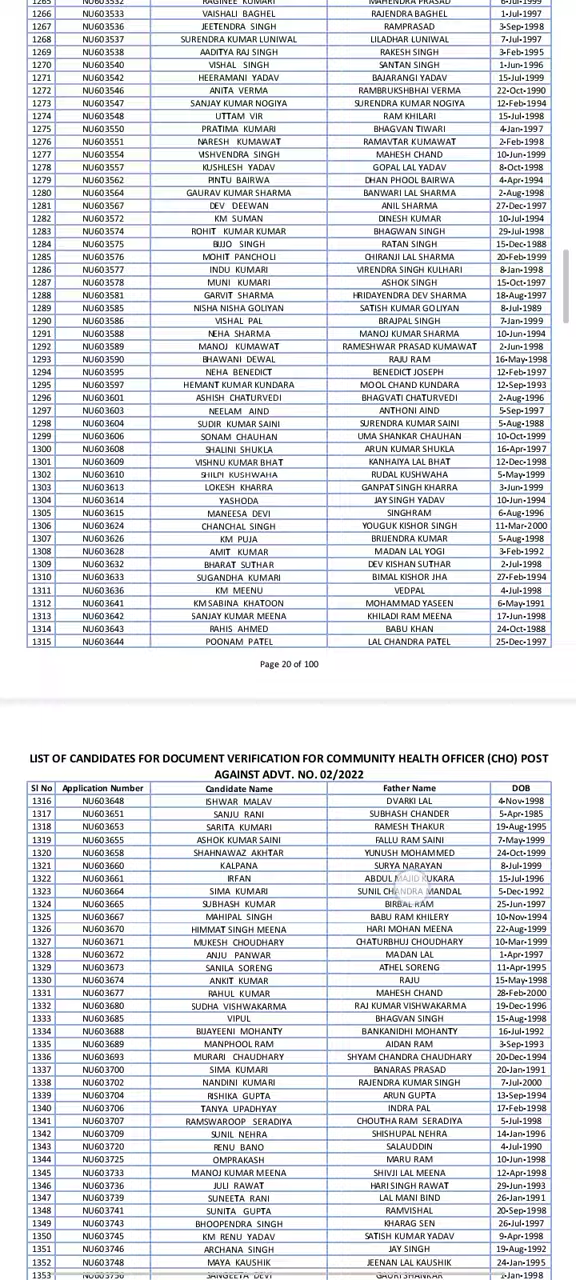 1265 NU603532 RAGINEE KUMARI MAHENDRA PRASAD 6-Jul-1999
1266 NU603533 VAISHALI BAGHEL RAJENDRA BAGHEL 1-Jul-1997
1267 NU603536 JEETENDRA SINGH RAMPRASAD 3-Sep-1998
1268 NU603537 SURENDRA KUMAR LUNIWAL LILADHAR LUNIWAL 7-Jul-1997
1269 NU603538 AADITYA RAJ SINGH RAKESH SINGH 3-Feb-1995
1270 NU603540 VISHAL SINGH SANTAN SINGH 1-Jun-1996
1271 NU603542 HEERAMANI YADAV BAJARANGI YADAV 15-Jul-1999
1272 NU603546 ANITA VERMA RAMBRUKSHBHAI VERMA 22-Oct-1990
1273 NU603547 SANJAY KUMAR NOGIYA SURENDRA KUMAR NOGIYA 12-Feb-1994
1274 NU603548 UTTAM VIR RAM KHILARI 15-Jul-1998
1275 NU603550 PRATIMA KUMARI BHAGVAN TIWARI 4-Jan-1997
1276 NU603551 NARESH KUMAWAT RAMAVTAR KUMAWAT 2-Feb-1998
1277 NU603554 VISHVENDRA SINGH MAHESH CHAND 10-Jun-1999
1278 NU603557 KUSHLESH YADAV GOPAL LAL YADAV 8-Oct-1998
1279 NU603562 PINTU BAIRWA DHAN PHOOL BAIRWA 4-Apr-1994
1280 NU603564 GAURAV KUMAR SHARMA BANWARI LAL SHARMA 2-Aug-1998
1281 NU603567 DEV DEEWAN ANIL SHARMA 27-Dec-1997
1282 NU603572 KM SUMAN DINESH KUMAR 10-Jul-1994
1283 NU603574 ROHIT KUMAR KUMAR BHAGWAN SINGH 29-Jul-1998
1284 NU603575 BIJO SINGH RATAN SINGH 15-Dec-1988
1285 NU603576 MOHIT PANCHOLI CHIRANJI LAL SHARMA 20-Feb-1999
1286 NU603577 INDU KUMARI VIRENDRA SINGH KULHARI 8-Jan-1998
1287 NU603578 MUNI KUMARI ASHOK SINGH 15-Oct-1997
1288 NU603581 GARVIT SHARMA HRIDAYENDRA DEV SHARMA 18-Aug-1997
1289 NU603585 NISHA NISHA GOLIYAN SATISH KUMAR GOLIYAN 8-Jul-1989
1290 NU603586 VISHAL PAL BRAJPAL SINGH 7-Jan-1999
1291 NU603588 NEHA SHARMA MANOJ KUMAR SHARMA 10-Jun-1994
1292 NU603589 MANOJ KUMAWAT RAMESHWAR PRASAD KUMAWAT 2-Jun-1998
1293 NU603590 BHAWANI DEWAL RAJU RAM 16-May-1998
1294 NU603595 NEHA BENEDICT BENEDICT JOSEPH 12-Feb-1997
1295 NU603597 HEMANT KUMAR KUNDARA MOOL CHAND KUNDARA 12-Sep-1993
1296 NU603601 ASHISH CHATURVEDI BHAGVATI CHATURVEDI 2-Aug-1996
1297 NU603603 NEELAM AIND ANTHONI AIND 5-Sep-1997
1298 NU603604 SUDIR KUMAR SAINI SURENDRA KUMAR SAINI 5-Aug-1988
1299 NU603606 SONAM CHAUHAN UMA SHANKAR CHAUHAN 10-Oct-1999
1300 NU603608 SHALINI SHUKLA ARUN KUMAR SHUKLA 16-Apr-1997
1301 NU603609 VISHNU KUMAR BHAT KANHAIYA LAL BHAT 12-Dec-1998
1302 NU603610 SHILPI KUSHWAHA RUDAL KUSHWAHA 5-May-1999
1303 NU603613 LOKESH KHARRA GANPAT SINGH KHARRA 3-Jun-1999
1304 NU603614 YASHODA JAY SINGH YADAV 10-Jun-1994
1305 NU603615 MANEESA DEVI SINGHRAM 6-Aug-1996
1306 NU603624 CHANCHAL SINGH YOUGUK KISHOR SINGH 11-Mar-2000
1307 NU603626 KM PUJA BRIJENDRA KUMAR 5-Aug-1998
1308 NU603628 AMIT KUMAR MADAN LAL YOGI 3-Feb-1992
1309 NU603632 BHARAT SUTHAR DEV KISHAN SUTHAR 2-Jul-1998
1310 NU603633 SUGANDHA KUMARI BIMAL KISHOR JHA 27-Feb-1994
1311 NU603636 KM MEENU VEDPAL 4-Jul-1998
1312 NU603641 KM SABINA KHATOON MOHAMMAD YASEEN 6-May-1991
1313 NU603642 SANJAY KUMAR MEENA KHILADI RAM MEENA 17-Jun-1998
1314 NU603643 RAHIS AHMED BABU KHAN 24-Oct-1988
1315 NU603644 POONAM PATEL LAL CHANDRA PATEL 25-Dec-1997
Page 20 of 100
LIST OF CANDIDATES FOR DOCUMENT VERIFICATION FOR COMMUNITY HEALTH OFFICER (CHO) POST
AGAINST ADVT. NO. 02/2022
Sl No Application Number Candidate Name Father Name DOB
1316 NU603648 ISHWAR MALAV DVARKI LAL 4-Nov-1998
1317 NU603651 SANJU RANI SUBHASH CHANDER 5-Apr-1985
1318 NU603653 SARITA KUMARI RAMESH THAKUR 19-Aug-1995
1319 NU603655 ASHOK KUMAR SAINI FALLU RAM SAINI 7-May-1999
1320 NU603658 SHAHNAWAZ AKHTAR YUNUSH MOHAMMED 24-Oct-1999
1321 NU603660 KALPANA SURYA NARAYAN 8-Jul-1999
1322 NU603661 IRFAN ABDUL MAJID KUKARA 15-Jul-1996
1323 NU603664 SIMA KUMARI SUNIL CHANDRA MANDAL 5-Dec-1992
1324 NU603665 SUBHASH KUMAR BIRBAL RAM 25-Jun-1997
1325 NU603667 MAHIPAL SINGH BABU RAM KHILERY 10-Nov-1994
1326 NU603670 HIMMAT SINGH MEENA HARI MOHAN MEENA 22-Aug-1999
1327 NU603671 MUKESH CHOUDHARY CHATURBHUJ CHOUDHARY 10-Mar-1999
1328 NU603672 ANJU PANWAR MADAN LAL 1-Apr-1997
1329 NU603673 SANILA SORENG ATHEL SORENG 11-Apr-1995
1330 NU603674 ANKIT KUMAR RAJU 15-May-1998
1331 NU603677 RAHUL KUMAR MAHESH CHAND 28-Feb-2000
1332 NU603680 SUDHA VISHWAKARMA RAJ KUMAR VISHWAKARMA 19-Dec-1996
1333 NU603685 VIPUL BHAGVAN SINGH 15-Aug-1998
1334 NU603688 BIJAYEENI MOHANTY BANKANIDHI MOHANTY 16-Jul-1992
1335 NU603689 MANPHOOL RAM AIDAN RAM 3-Sep-1993
1336 NU603693 MURARI CHAUDHARY SHYAM CHANDRA CHAUDHARY 20-Dec-1994
1337 NU603700 SIMA KUMARI BANARAS PRASAD 20-Jan-1991
1338 NU603702 NANDINI KUMARI RAJENDRA KUMAR SINGH 7-Jul-2000
1339 NU603704 RISHIKA GUPTA ARUN GUPTA 13-Sep-1994
1340 NU603706 TANYA UPADHYAY INDRA PAL 17-Feb-1998
1341 NU603707 RAMSWAROOP SERADIYA CHOUTHA RAM SERADIYA 5-Jul-1998
1342 NU603709 SUNIL NEHRA SHISHUPAL NEHRA 14-Jan-1996
1343 NU603720 RENU BANO SALAUDDIN 4-Jul-1990
1344 NU603725 OMPRAKASH MARU RAM 10-Jun-1998
1345 NU603733 MANOJ KUMAR MEENA SHIVJI LAL MEENA 12-Apr-1998
1346 NU603736 JULI RAWAT HARI SINGH RAWAT 29-Jun-1993
1347 NU603739 SUNEETA RANI LAL MANI BIND 26-Jan-1991
1348 NU603741 SUNITA GUPTA RAMVISHAL 20-Sep-1998
1349 NU603743 BHOOPENDRA SINGH KHARAG SEN 26-Jul-1997
1350 NU603745 KM RENU YADAV SATISH KUMAR YADAV 9-Apr-1998
1351 NU603746 ARCHANA SINGH JAY SINGH 19-Aug-1992
1352 NU603748 MAYA KAUSHIK JEENAN LAL KAUSHIK 24-Jan-1995
1353 NU603756 SANGEETA DEVI GAURISHANKAR 1-Jan-1998